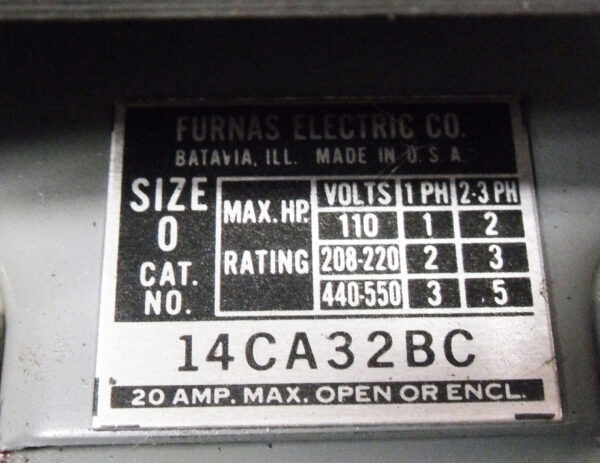 FURNAS ELECTRIC CO.
BATAVIA, ILL. MADE IN U.S.A.
SIZE 0
CAT. NO.
MAX. HP. RATING
VOLTS 1 PH 2-3 PH
110 1 2
208-220 2 3
440-550 3 5
14CA32BC
20 AMP. MAX. OPEN OR ENCL.